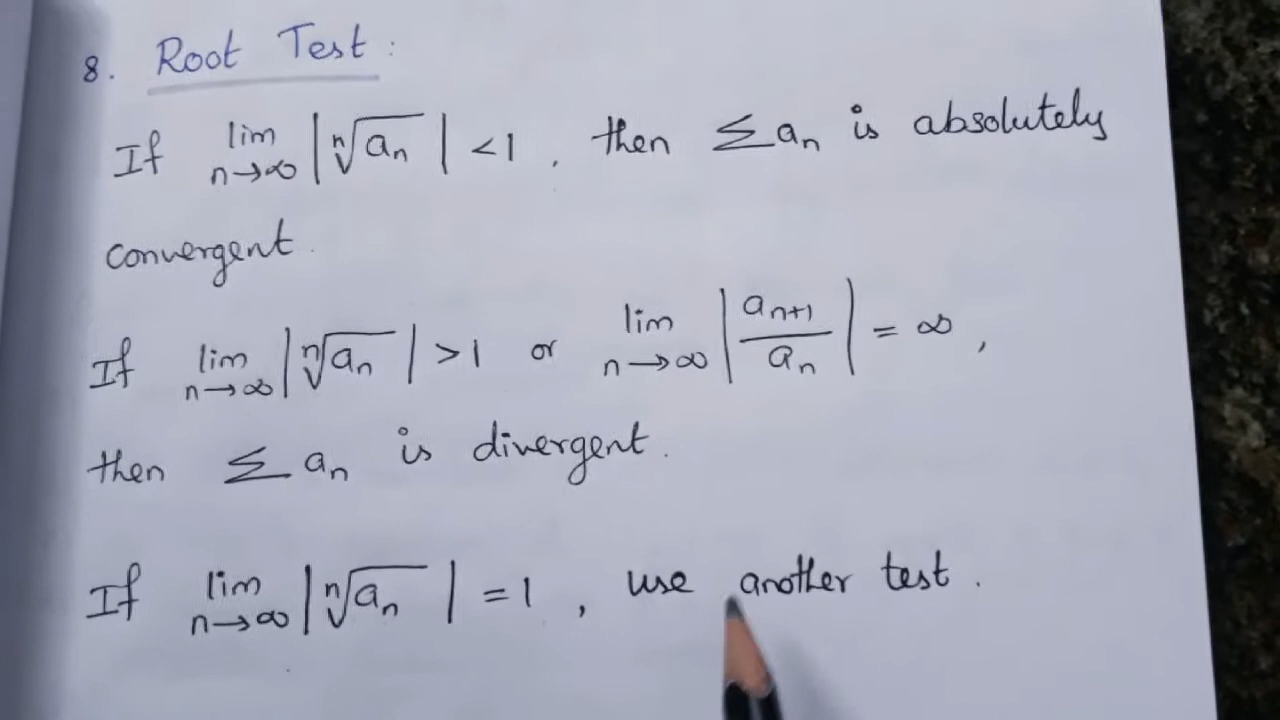 8. Root Test:
If lim n→∞ |ⁿ√aₙ| < 1, then Σaₙ is absolutely
convergent.
If lim n→∞ |ⁿ√aₙ| > 1 or lim n→∞ |aₙ₊₁/aₙ| = ∞,
then Σ aₙ is divergent.
If lim n→∞ |ⁿ√aₙ| = 1, use another test.